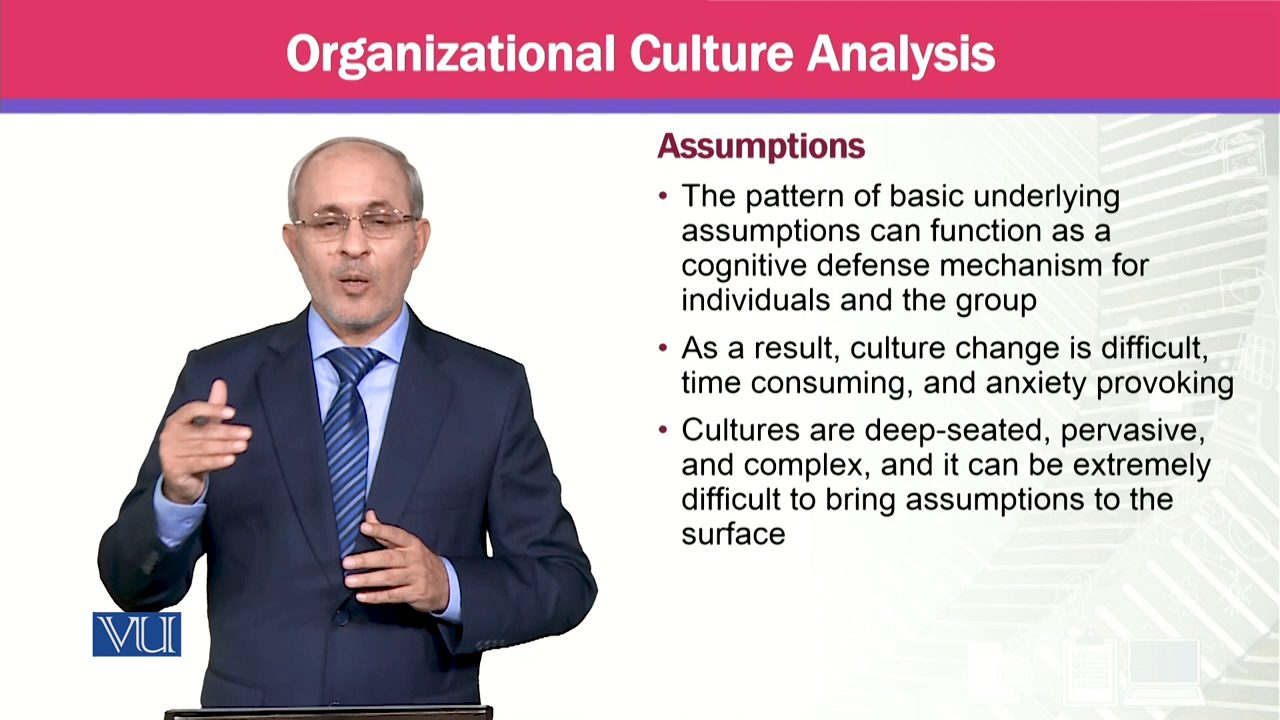 Organizational Culture Analysis
Assumptions
• The pattern of basic underlying
assumptions can function as a
cognitive defense mechanism for
individuals and the group
• As a result, culture change is difficult,
time consuming, and anxiety provoking
• Cultures are deep-seated, pervasive,
and complex, and it can be extremely
difficult to bring assumptions to the
surface
VU